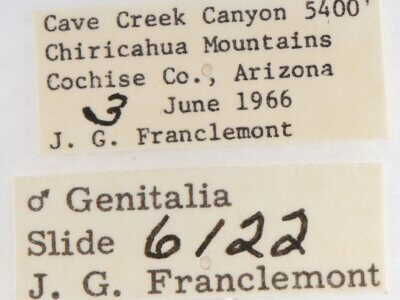 Cave Creek Canyon 5400'
Chiricahua Mountains
Cochise Co., Arizona
3 June 1966
J. G. Franclemont
♂ Genitalia
Slide 6122
J. G. Franclemont